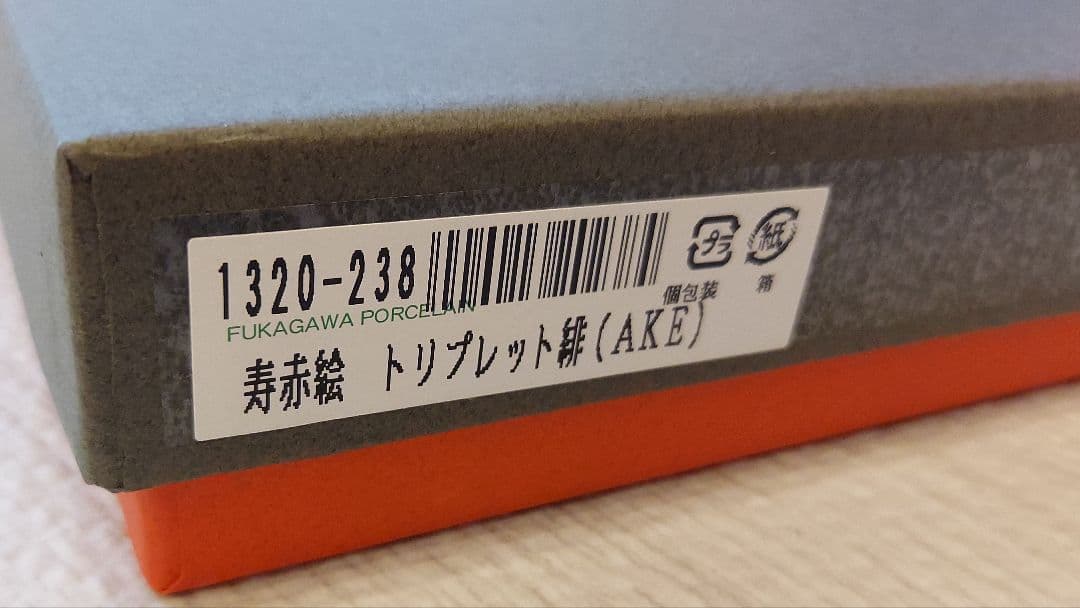 1320-238
FUKAGAWA PORCELAIN
寿赤絵 トリプレット緋(AKE)
プラ
個包装
紙
箱